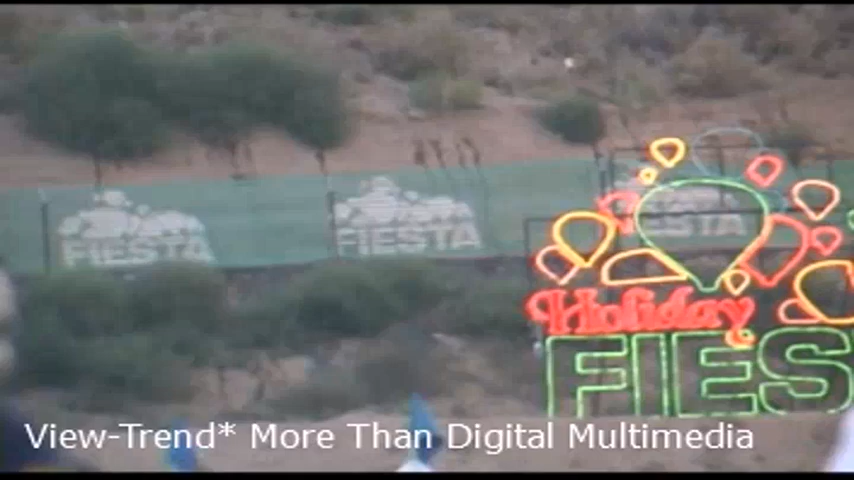 FIESTA
FIESTA
FIESTA
Holiday
FIES
View-Trend* More Than Digital Multimedia